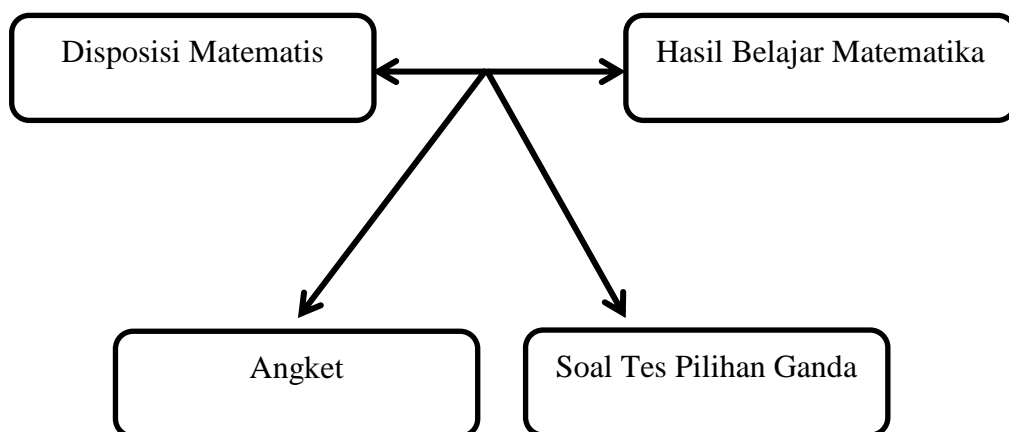 Disposisi Matematis
Hasil Belajar Matematika
Angket
Soal Tes Pilihan Ganda